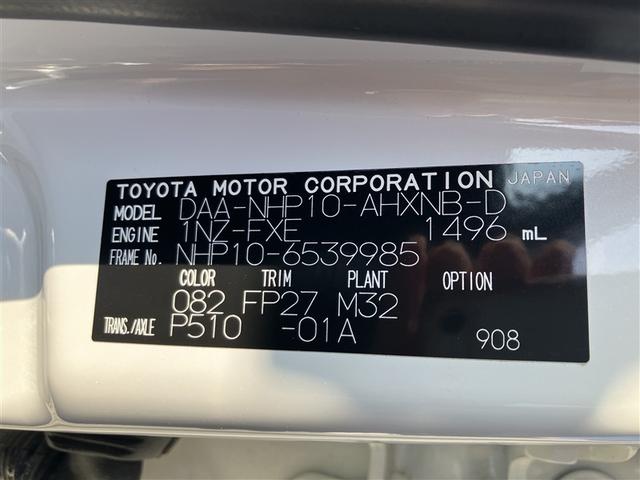 TOYOTA MOTOR CORPORATION JAPAN
MODEL DAA-NHP10-AHXNB-D
ENGINE 1NZ-FXE 1496 mL
FRAME No. NHP10-6539985
COLOR TRIM PLANT OPTION
082 FP27 M32
TRANS./AXLE P510 -01A 908